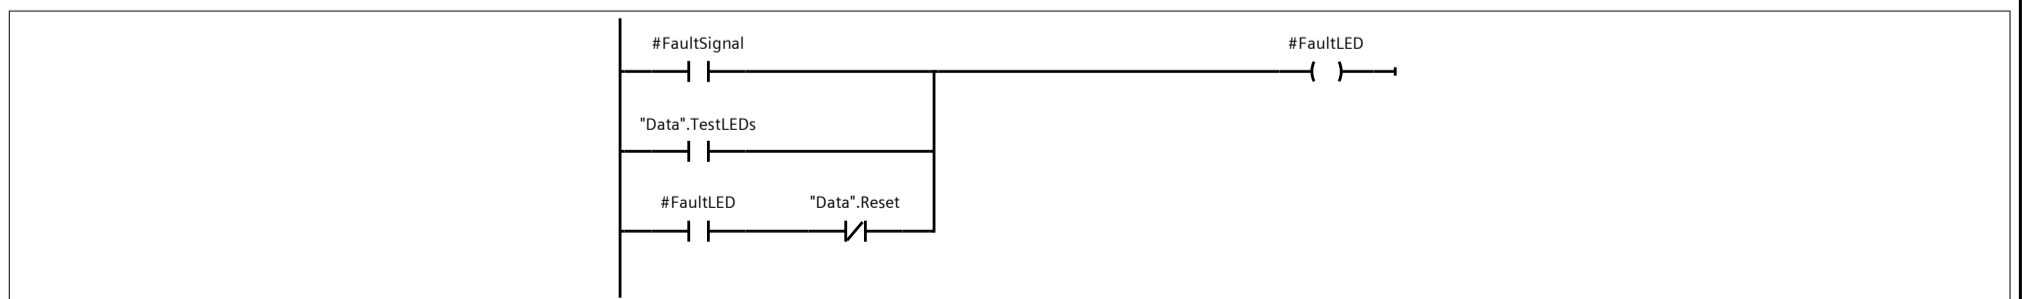 #FaultSignal
#FaultLED
"Data".TestLEDs
#FaultLED
"Data".Reset